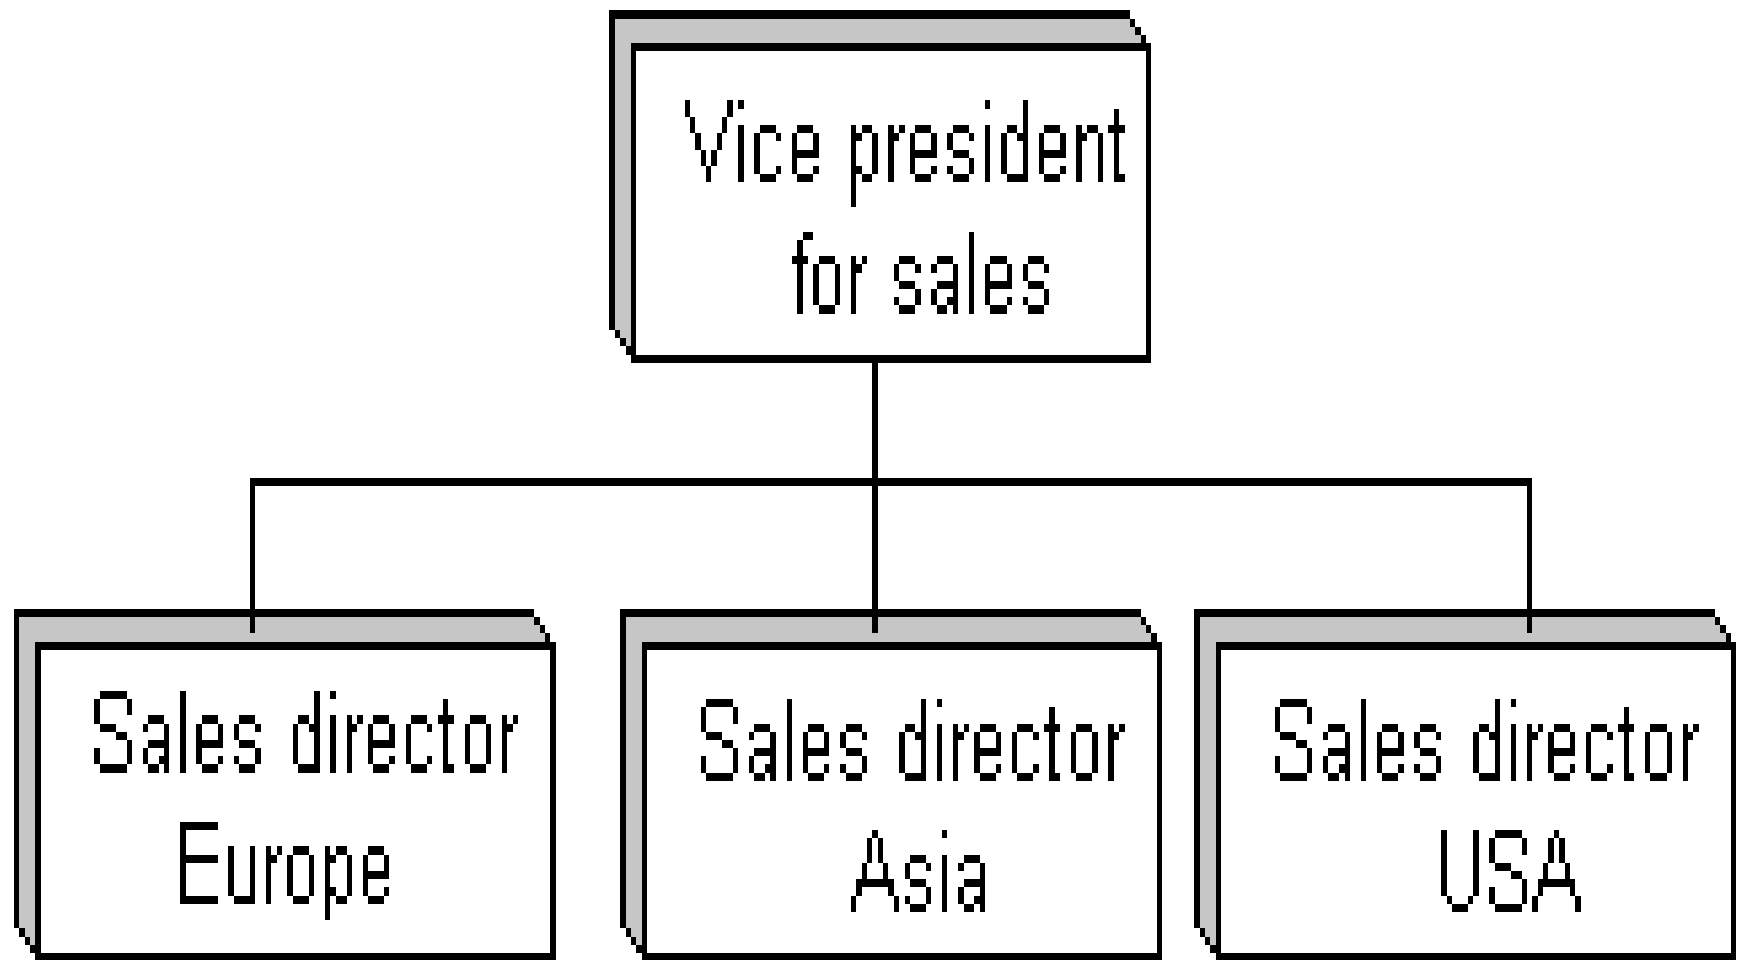 Vice president
for sales
Sales director
Europe
Sales director
Asia
Sales director
USA